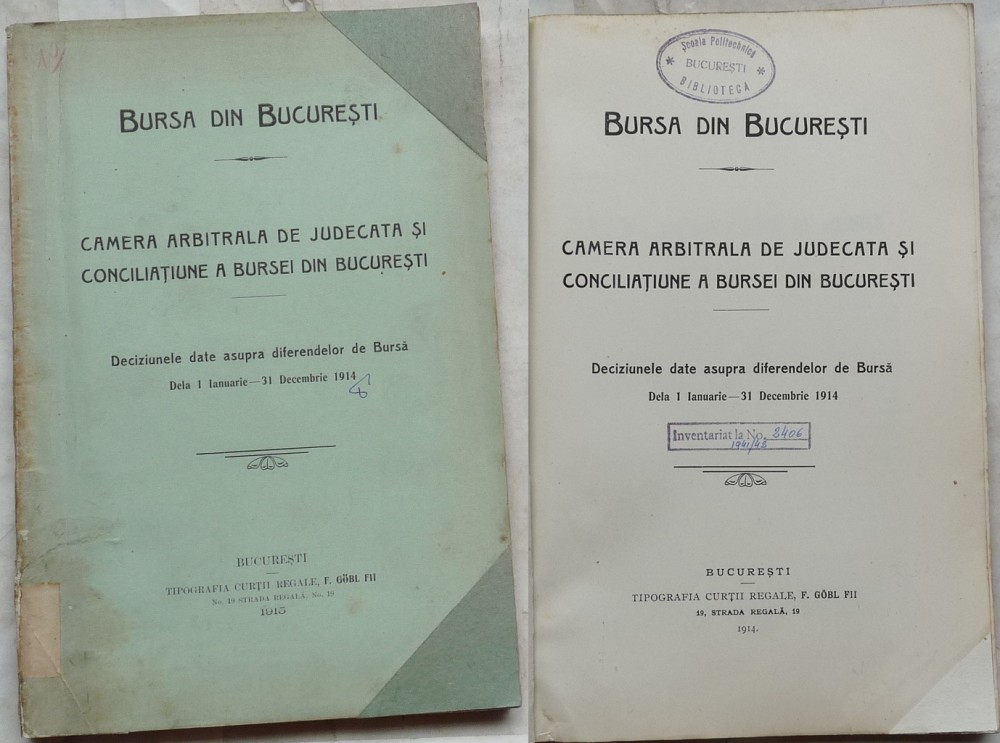 BURSA DIN BUCUREȘTI
CAMERA ARBITRALA DE JUDECATA ȘI
CONCILIAȚIUNE A BURSEI DIN BUCUREȘTI
Deciziunele date asupra diferendelor de Bursă
Dela 1 Ianuarie—31 Decembrie 1914
BUCUREȘTI
TIPOGRAFIA CURȚII REGALE, F. GÖBL FII
No. 19 STRADA REGALĂ, No. 19
1915
Școala Politechnică
BUCUREȘTI
BIBLIOTECA
BURSA DIN BUCUREȘTI
CAMERA ARBITRALA DE JUDECATA ȘI
CONCILIAȚIUNE A BURSEI DIN BUCUREȘTI
Deciziunele date asupra diferendelor de Bursă
Dela 1 Ianuarie—31 Decembrie 1914
Inventariat la No. 2406
1941/42
BUCUREȘTI
TIPOGRAFIA CURȚII REGALE, F. GÖBL FII
19, STRADA REGALĂ, 19
1914.